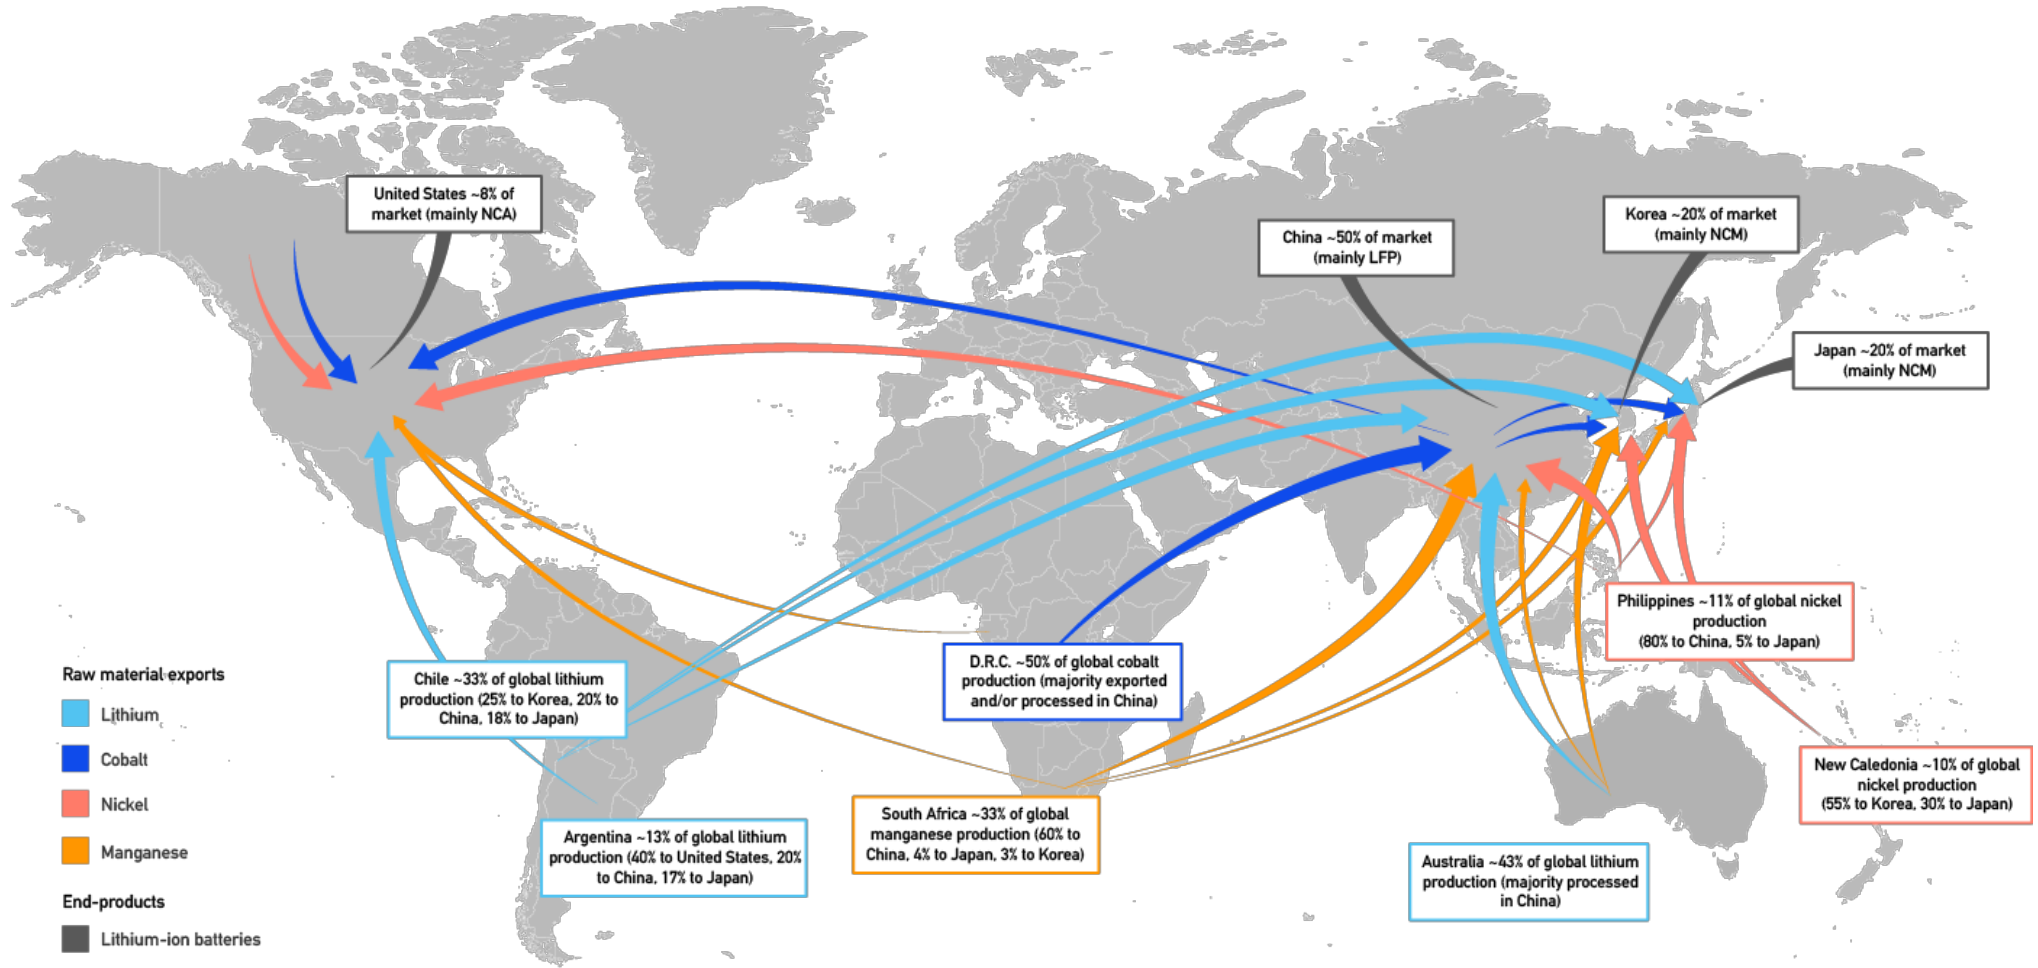 United States ~8% of
market (mainly NCA)
China ~50% of market
(mainly LFP)
Korea ~20% of market
(mainly NCM)
Japan ~20% of market
(mainly NCM)
Philippines ~11% of global nickel
production
(80% to China, 5% to Japan)
D.R.C. ~50% of global cobalt
production (majority exported
and/or processed in China)
Chile ~33% of global lithium
production (25% to Korea, 20% to
China, 18% to Japan)
New Caledonia ~10% of global
nickel production
(55% to Korea, 30% to Japan)
South Africa ~33% of global
manganese production (60% to
China, 4% to Japan, 3% to Korea)
Argentina ~13% of global lithium
production (40% to United States, 20%
to China, 17% to Japan)
Australia ~43% of global lithium
production (majority processed
in China)
Raw material exports
Lithium
Cobalt
Nickel
Manganese
End-products
Lithium-ion batteries